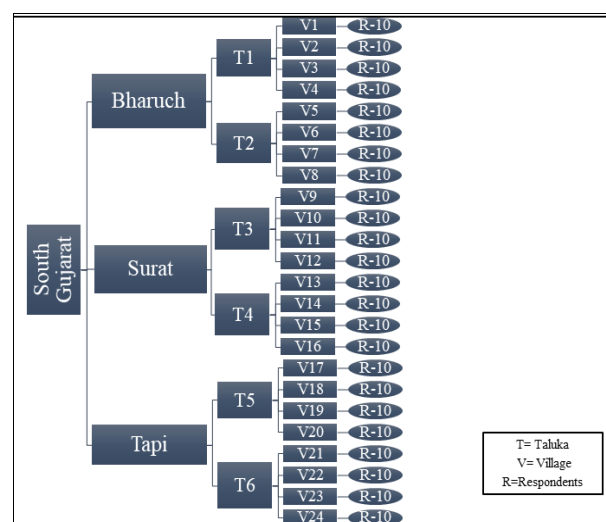 South
Gujarat
Bharuch
T1
V1 R-10
V2 R-10
V3 R-10
V4 R-10
T2
V5 R-10
V6 R-10
V7 R-10
V8 R-10
Surat
T3
V9 R-10
V10 R-10
V11 R-10
V12 R-10
T4
V13 R-10
V14 R-10
V15 R-10
V16 R-10
Tapi
T5
V17 R-10
V18 R-10
V19 R-10
V20 R-10
T6
V21 R-10
V22 R-10
V23 R-10
V24 R-10
T= Taluka
V= Village
R=Respondents